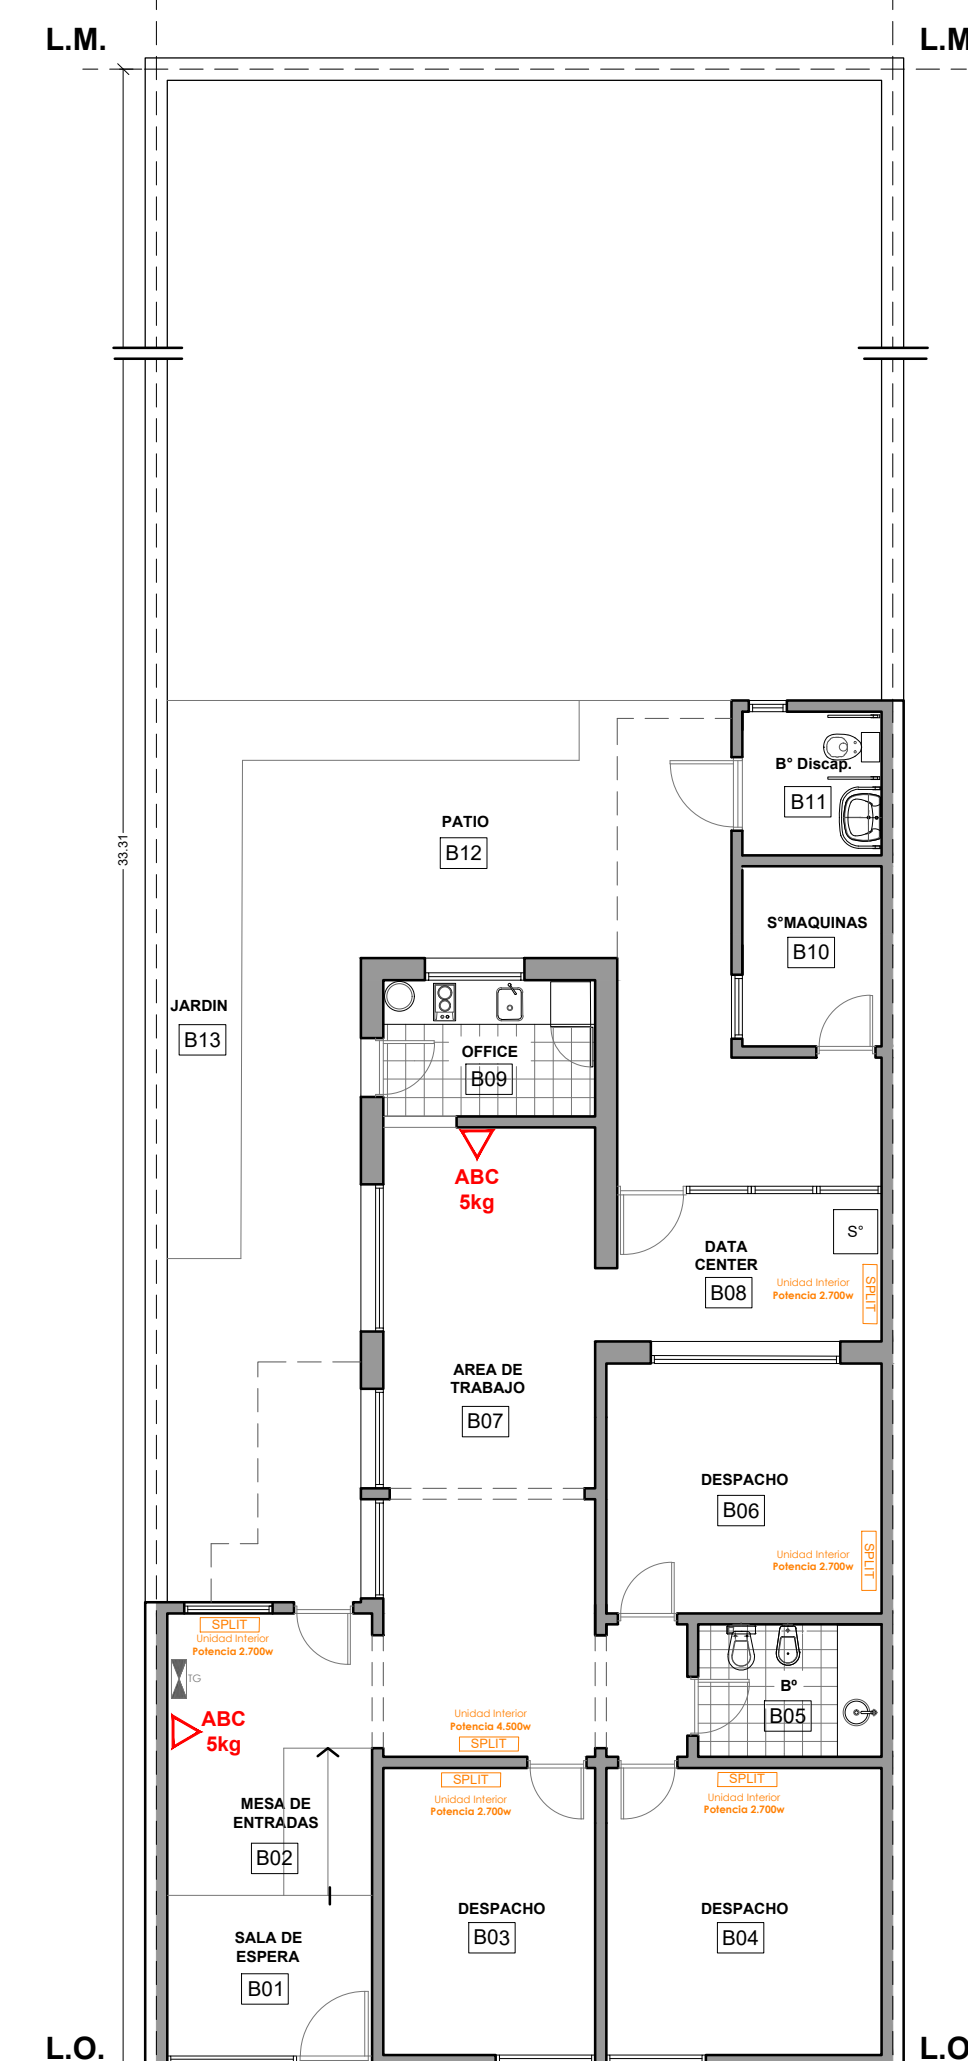 L.M.
L.M
B° Discap.
B11
PATIO
B12
33.31
S°MAQUINAS
B10
JARDIN
B13
OFFICE
B09
ABC
5kg
S°
DATA
CENTER
B08
Unidad Interior
Potencia 2.700w
SPLIT
AREA DE
TRABAJO
B07
DESPACHO
B06
Unidad Interior
Potencia 2.700w
SPLIT
SPLIT
Unidad Interior
Potencia 2.700w
TG
ABC
5kg
Bº
B05
Unidad Interior
Potencia 4.500w
SPLIT
SPLIT
Unidad Interior
Potencia 2.700w
SPLIT
Unidad Interior
Potencia 2.700w
MESA DE
ENTRADAS
B02
DESPACHO
B03
DESPACHO
B04
SALA DE
ESPERA
B01
L.O.
L.O